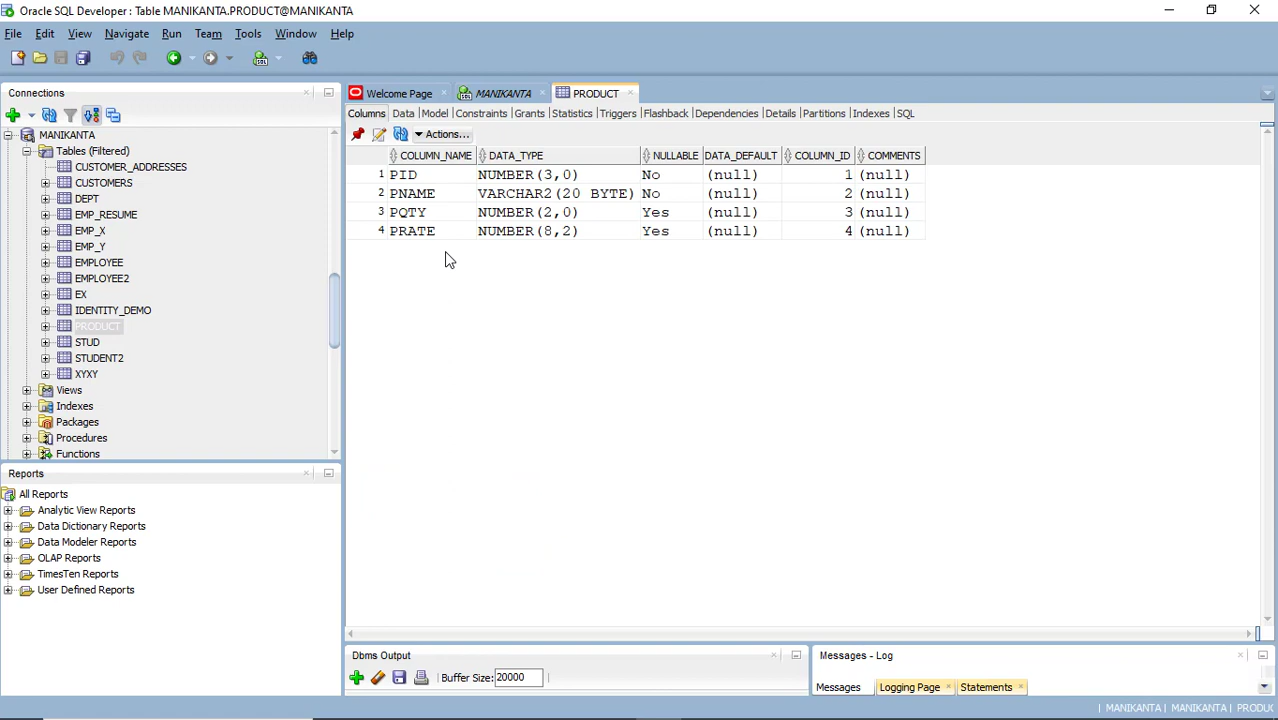 Oracle SQL Developer : Table MANIKANTA.PRODUCT@MANIKANTA
File Edit View Navigate Run Team Tools Window Help
Connections
MANIKANTA
Tables (Filtered)
CUSTOMER_ADDRESSES
CUSTOMERS
DEPT
EMP_RESUME
EMP_X
EMP_Y
EMPLOYEE
EMPLOYEE2
EX
IDENTITY_DEMO
PRODUCT
STUD
STUDENT2
XYXY
Views
Indexes
Packages
Procedures
Functions
Reports
All Reports
Analytic View Reports
Data Dictionary Reports
Data Modeler Reports
OLAP Reports
TimesTen Reports
User Defined Reports
Welcome Page MANIKANTA PRODUCT
Columns Data Model Constraints Grants Statistics Triggers Flashback Dependencies Details Partitions Indexes SQL
Actions...
COLUMN_NAME DATA_TYPE NULLABLE DATA_DEFAULT COLUMN_ID COMMENTS
1 PID NUMBER(3,0) No (null) 1 (null)
2 PNAME VARCHAR2(20 BYTE) No (null) 2 (null)
3 PQTY NUMBER(2,0) Yes (null) 3 (null)
4 PRATE NUMBER(8,2) Yes (null) 4 (null)
Dbms Output
Buffer Size: 20000
Messages - Log
Messages Logging Page Statements
MANIKANTA | MANIKANTA | PRODU